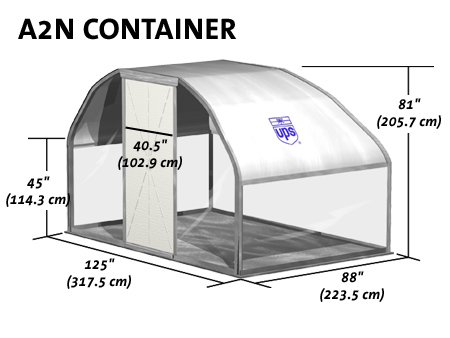 A2N CONTAINER
81"
(205.7 cm)
ups
40.5"
(102.9 cm)
45"
(114.3 cm)
125"
(317.5 cm)
88"
(223.5 cm)